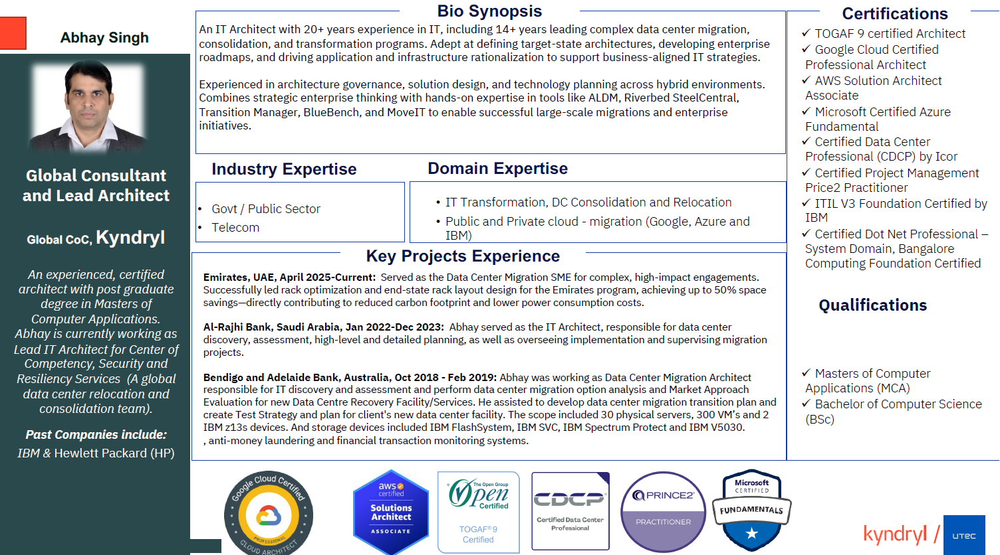 Abhay Singh
Global Consultant
and Lead Architect
Global CoC, Kyndryl
An experienced, certified
architect with post graduate
degree in Masters of
Computer Applications.
Abhay is currently working as
Lead IT Architect for Center of
Competency, Security and
Resiliency Services (A global
data center relocation and
consolidation team).
Past Companies include:
IBM & Hewlett Packard (HP)
Bio Synopsis
An IT Architect with 20+ years experience in IT, including 14+ years leading complex data center migration,
consolidation, and transformation programs. Adept at defining target-state architectures, developing enterprise
roadmaps, and driving application and infrastructure rationalization to support business-aligned IT strategies.
Experienced in architecture governance, solution design, and technology planning across hybrid environments.
Combines strategic enterprise thinking with hands-on expertise in tools like ALDM, Riverbed SteelCentral,
Transition Manager, BlueBench, and MoveIT to enable successful large-scale migrations and enterprise
initiatives.
Industry Expertise
• Govt / Public Sector
• Telecom
Domain Expertise
• IT Transformation, DC Consolidation and Relocation
• Public and Private cloud - migration (Google, Azure and
IBM)
Key Projects Experience
Emirates, UAE, April 2025-Current: Served as the Data Center Migration SME for complex, high-impact engagements.
Successfully led rack optimization and end-state rack layout design for the Emirates program, achieving up to 50% space
savings—directly contributing to reduced carbon footprint and lower power consumption costs.
Al-Rajhi Bank, Saudi Arabia, Jan 2022-Dec 2023: Abhay served as the IT Architect, responsible for data center
discovery, assessment, high-level and detailed planning, as well as overseeing implementation and supervising migration
projects.
Bendigo and Adelaide Bank, Australia, Oct 2018 - Feb 2019: Abhay was working as Data Center Migration Architect
responsible for IT discovery and assessment and perform data center migration option analysis and Market Approach
Evaluation for new Data Centre Recovery Facility/Services. He assisted to develop data center migration transition plan and
create Test Strategy and plan for client's new data center facility. The scope included 30 physical servers, 300 VM's and 2
IBM z13s devices. And storage devices included IBM FlashSystem, IBM SVC, IBM Spectrum Protect and IBM V5030.
, anti-money laundering and financial transaction monitoring systems.
Certifications
✓ TOGAF 9 certified Architect
✓ Google Cloud Certified
Professional Architect
✓ AWS Solution Architect
Associate
✓ Microsoft Certified Azure
Fundamental
✓ Certified Data Center
Professional (CDCP) by Icor
✓ Certified Project Management
Price2 Practitioner
✓ ITIL V3 Foundation Certified by
IBM
✓ Certified Dot Net Professional –
System Domain, Bangalore
Computing Foundation Certified
Qualifications
✓ Masters of Computer
Applications (MCA)
✓ Bachelor of Computer Science
(BSc)
Google Cloud Certified
PROFESSIONAL
CLOUD ARCHITECT
aws
certified
Solutions
Architect
ASSOCIATE
The Open Group
Open
Certified
TOGAF® 9
Certified
CDCP®
Certified Data Center
Professional
PRINCE2®
PRACTITIONER
Microsoft
CERTIFIED
FUNDAMENTALS
kyndryl /
UTEC